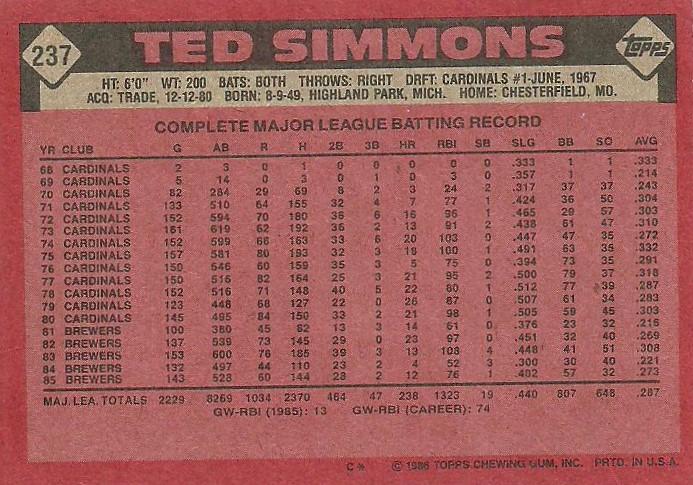 237 TED SIMMONS topps
HT: 6'0" WT: 200 BATS: BOTH THROWS: RIGHT DRFT: CARDINALS #1-JUNE, 1967
ACQ: TRADE, 12-12-80 BORN: 8-9-49, HIGHLAND PARK, MICH. HOME: CHESTERFIELD, MO.
COMPLETE MAJOR LEAGUE BATTING RECORD
YR CLUB G AB R H 2B 3B HR RBI SB SLG BB SO AVG
68 CARDINALS 2 3 0 1 0 0 0 0 0 .333 1 1 .333
69 CARDINALS 5 14 0 3 0 1 0 3 0 .357 1 1 .214
70 CARDINALS 82 284 29 69 8 2 3 24 2 .317 37 37 .243
71 CARDINALS 133 510 64 155 32 4 7 77 1 .424 36 50 .304
72 CARDINALS 152 594 70 180 36 6 16 96 1 .465 29 57 .303
73 CARDINALS 161 619 62 192 36 2 13 91 2 .438 61 47 .310
74 CARDINALS 152 599 66 163 33 6 20 103 0 .447 47 35 .272
75 CARDINALS 157 581 80 193 32 3 18 100 1 .491 63 35 .332
76 CARDINALS 150 546 60 159 35 3 5 75 0 .394 73 35 .291
77 CARDINALS 150 516 82 164 25 3 21 95 2 .500 79 37 .318
78 CARDINALS 152 516 71 148 40 5 22 80 1 .512 77 39 .287
79 CARDINALS 123 448 68 127 22 0 26 87 0 .507 61 34 .283
80 CARDINALS 145 495 84 150 33 2 21 98 1 .505 59 45 .303
81 BREWERS 100 380 45 82 13 3 14 61 0 .376 23 32 .216
82 BREWERS 137 539 73 145 29 0 23 97 0 .451 32 40 .269
83 BREWERS 153 600 76 185 39 3 13 108 4 .448 41 51 .308
84 BREWERS 132 497 44 110 23 2 4 52 3 .300 30 40 .221
85 BREWERS 143 528 60 144 28 2 12 76 1 .402 57 32 .273
MAJ. LEA. TOTALS 2229 8269 1034 2370 464 47 238 1323 19 .440 807 648 .287
GW-RBI (1985): 13 GW-RBI (CAREER): 74
C* © 1986 TOPPS CHEWING GUM, INC. PRTD. IN U.S.A.